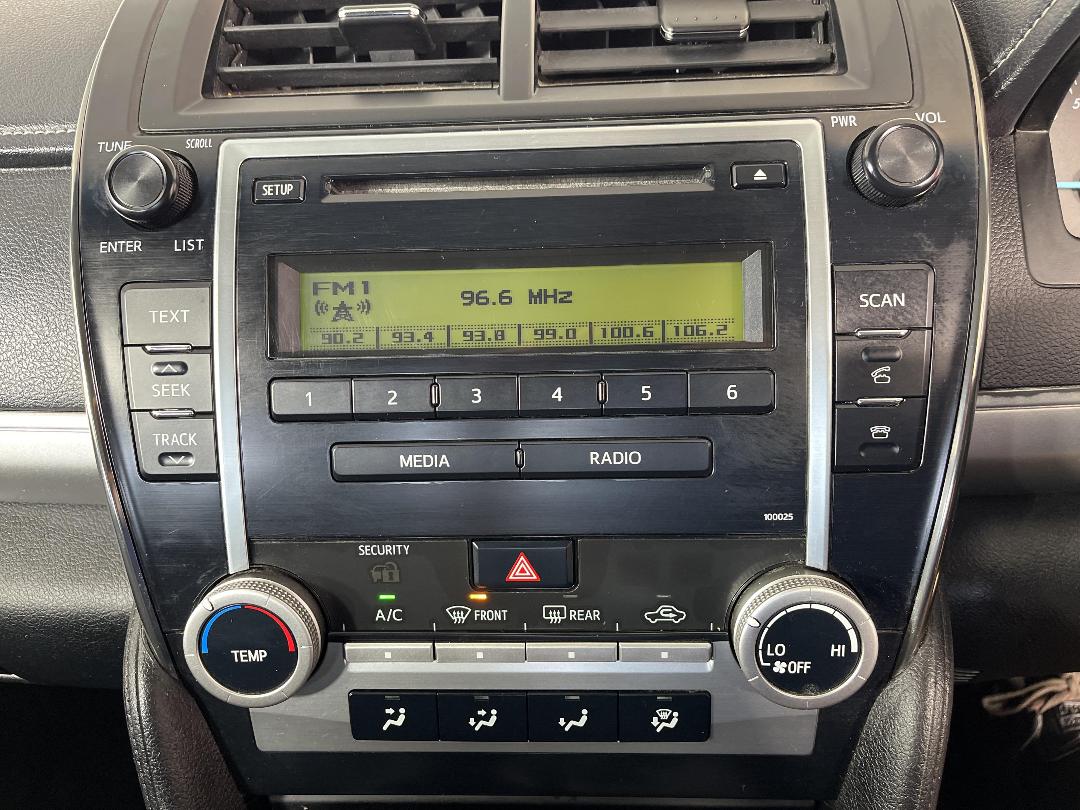 PWR VOL
TUNE SCROLL
SETUP
ENTER LIST
FM1
96.6 MHz
90.2 93.4 93.8 99.0 100.6 106.2
TEXT
SCAN
SEEK
TRACK
1 2 3 4 5 6
MEDIA RADIO
100025
SECURITY
A/C FRONT REAR
TEMP
LO HI
OFF